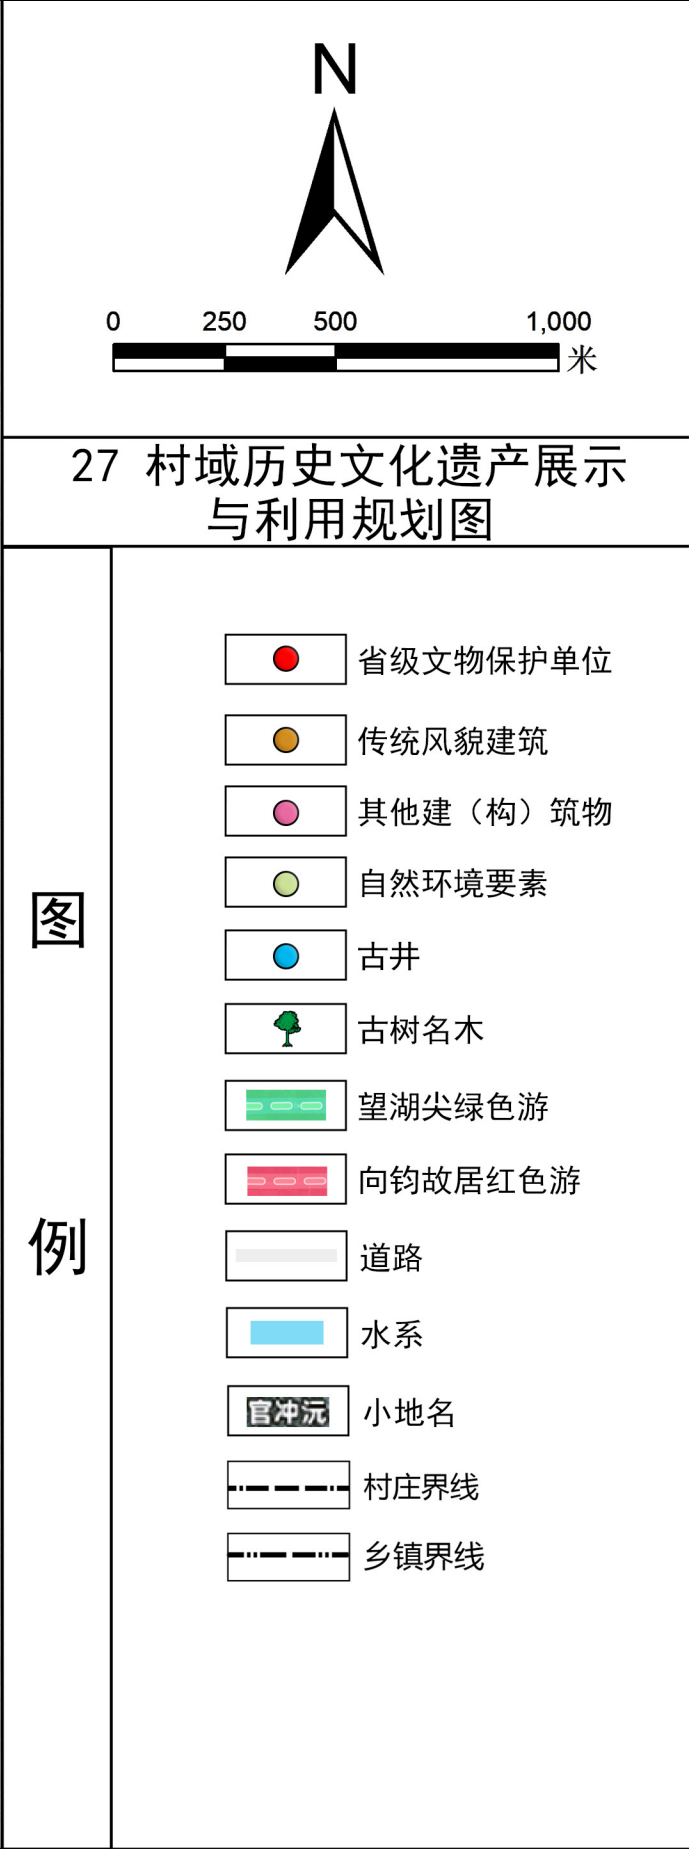 N
0 250 500 1,000
米
27 村域历史文化遗产展示
与利用规划图
图
例
省级文物保护单位
传统风貌建筑
其他建（构）筑物
自然环境要素
古井
古树名木
望湖尖绿色游
向钧故居红色游
道路
水系
官冲沅 小地名
村庄界线
乡镇界线